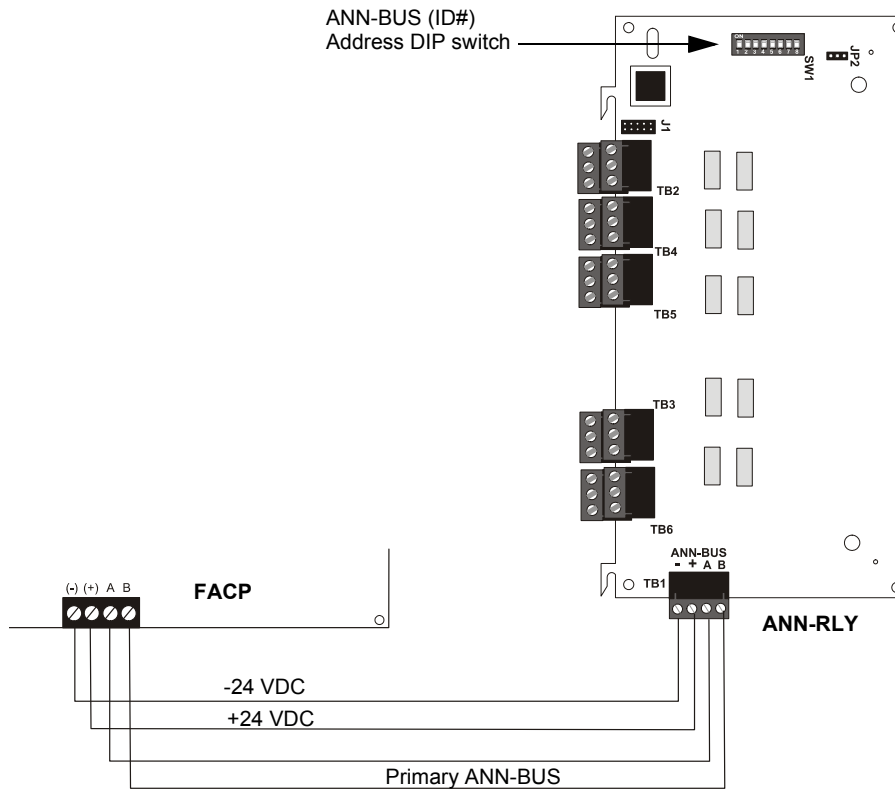 ANN-BUS (ID#)
Address DIP switch
ON
1 2 3 4 5 6 7 8
SW1
JP2
J1
TB2
TB4
TB5
TB3
TB6
ANN-BUS
- + A B
TB1
ANN-RLY
(-) (+) A B
FACP
-24 VDC
+24 VDC
Primary ANN-BUS